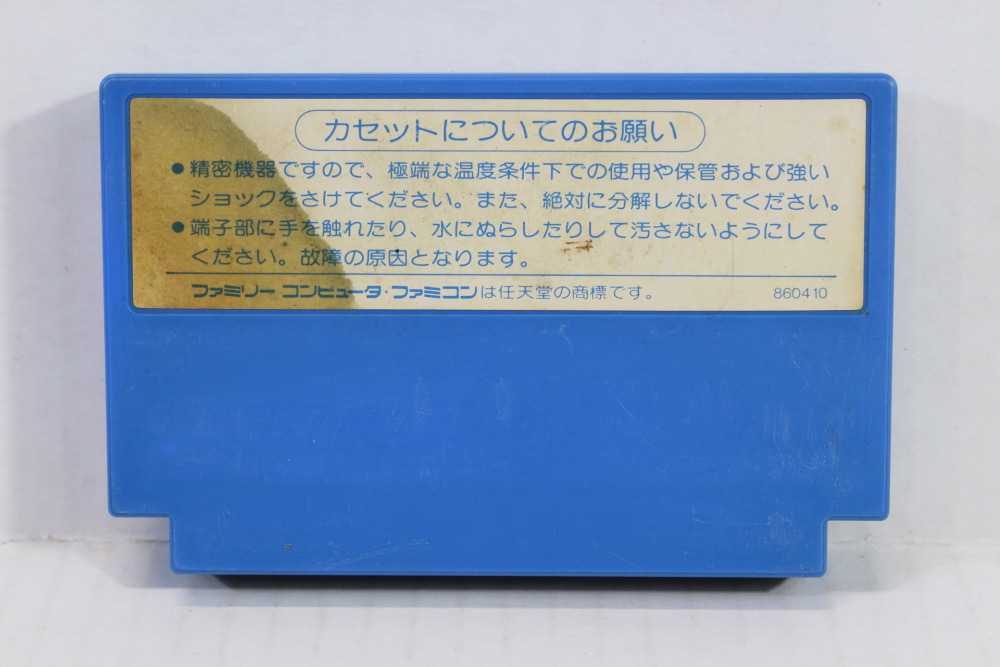 カセットについてのお願い
●精密機器ですので、極端な温度条件下での使用や保管および強い
ショックをさけてください。また、絶対に分解しないでください。
●端子部に手を触れたり、水にぬらしたりして汚さないようにして
ください。故障の原因となります。
ファミリー コンピュータ・ファミコンは任天堂の商標です。 860410